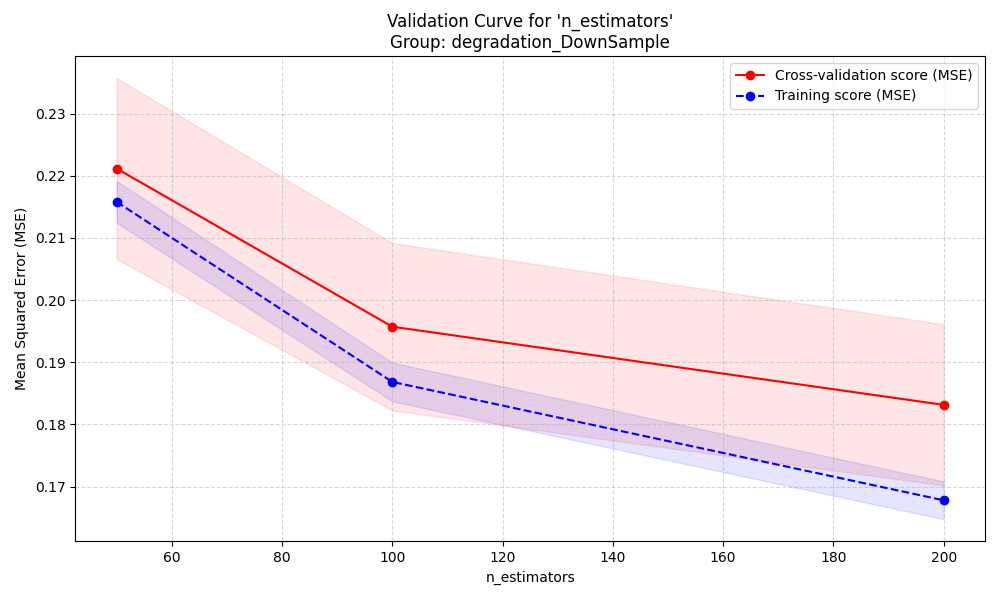 Validation Curve for 'n_estimators'
Group: degradation_DownSample
Cross-validation score (MSE)
Training score (MSE)
Mean Squared Error (MSE)
0.23
0.22
0.21
0.20
0.19
0.18
0.17
60 80 100 120 140 160 180 200
n_estimators